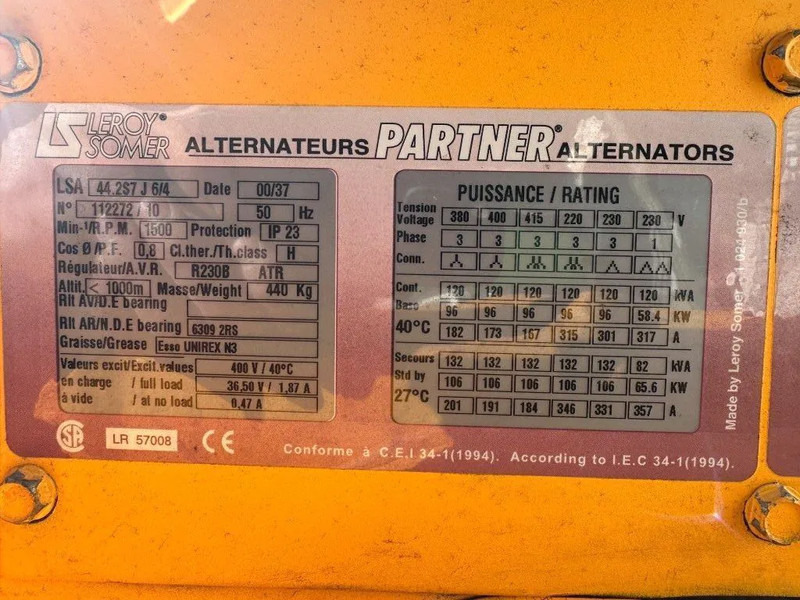 LS LEROY® SOMER ALTERNATEURS PARTNER® ALTERNATORS
LSA 44.2S7 J 6/4 Date 00/37
N° 112272/10 50 Hz
Min-¹/R.P.M. 1500 Protection IP 23
Cos Ø/P.F. 0,8 Cl.ther./Th.class H
Régulateur/A.V.R. R230B ATR
Altit. < 1000m Masse/Weight 440 Kg
Rlt AV/D.E bearing
Rlt AR/N.D.E bearing 6309 2RS
Graisse/Grease Esso UNIREX N3
Valeurs excit/Excit.values 400 V / 40°C
en charge / full load 36,50 V / 1,87 A
à vide / at no load 0,47 A
PUISSANCE / RATING
Tension
Voltage 380 400 415 220 230 230 V
Phase 3 3 3 3 3 1
Conn.
Cont. 120 120 120 120 120 120 kVA
Base 96 96 96 96 96 58.4 KW
40°C 182 173 167 315 301 317 A
Secours 132 132 132 132 132 82 kVA
Std by 106 106 106 106 106 65.6 KW
27°C 201 191 184 346 331 357 A
Made by Leroy Somer - 1 024 930/b
LR 57008 CE
Conforme à C.E.I 34-1(1994). According to I.E.C 34-1(1994).